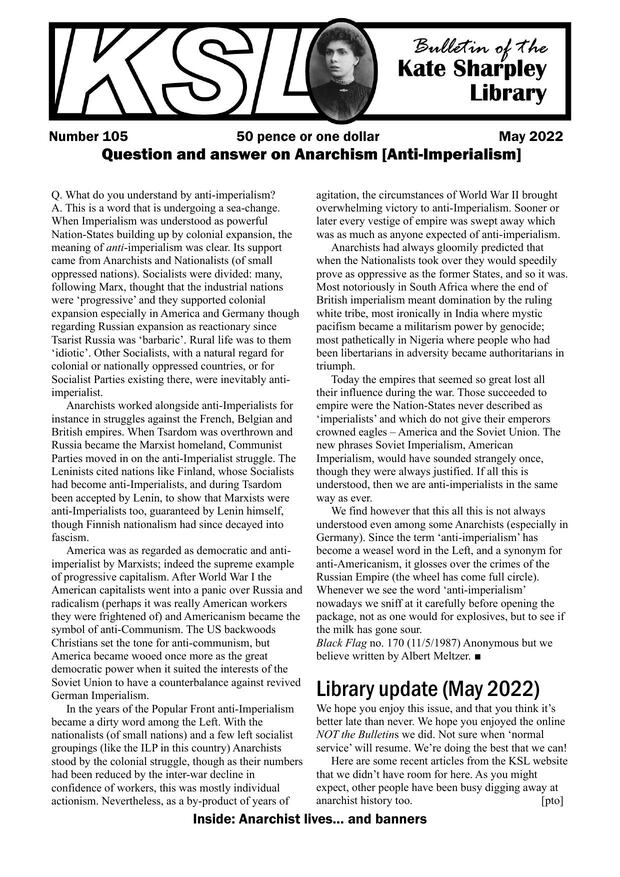 KSL
Bulletin of the
Kate Sharpley
Library
Number 105
50 pence or one dollar
May 2022
Question and answer on Anarchism [Anti-Imperialism]
Q. What do you understand by anti-imperialism?
A. This is a word that is undergoing a sea-change.
When Imperialism was understood as powerful
Nation-States building up by colonial expansion, the
meaning of anti-imperialism was clear. Its support
came from Anarchists and Nationalists (of small
oppressed nations). Socialists were divided: many,
following Marx, thought that the industrial nations
were ‘progressive’ and they supported colonial
expansion especially in America and Germany though
regarding Russian expansion as reactionary since
Tsarist Russia was ‘barbaric’. Rural life was to them
‘idiotic’. Other Socialists, with a natural regard for
colonial or nationally oppressed countries, or for
Socialist Parties existing there, were inevitably anti-
imperialist.
Anarchists worked alongside anti-Imperialists for
instance in struggles against the French, Belgian and
British empires. When Tsardom was overthrown and
Russia became the Marxist homeland, Communist
Parties moved in on the anti-Imperialist struggle. The
Leninists cited nations like Finland, whose Socialists
had become anti-Imperialists, and during Tsardom
been accepted by Lenin, to show that Marxists were
anti-Imperialists too, guaranteed by Lenin himself,
though Finnish nationalism had since decayed into
fascism.
America was as regarded as democratic and anti-
imperialist by Marxists; indeed the supreme example
of progressive capitalism. After World War I the
American capitalists went into a panic over Russia and
radicalism (perhaps it was really American workers
they were frightened of) and Americanism became the
symbol of anti-Communism. The US backwoods
Christians set the tone for anti-communism, but
America became wooed once more as the great
democratic power when it suited the interests of the
Soviet Union to have a counterbalance against revived
German Imperialism.
In the years of the Popular Front anti-Imperialism
became a dirty word among the Left. With the
nationalists (of small nations) and a few left socialist
groupings (like the ILP in this country) Anarchists
stood by the colonial struggle, though as their numbers
had been reduced by the inter-war decline in
confidence of workers, this was mostly individual
actionism. Nevertheless, as a by-product of years of
agitation, the circumstances of World War II brought
overwhelming victory to anti-Imperialism. Sooner or
later every vestige of empire was swept away which
was as much as anyone expected of anti-imperialism.
Anarchists had always gloomily predicted that
when the Nationalists took over they would speedily
prove as oppressive as the former States, and so it was.
Most notoriously in South Africa where the end of
British imperialism meant domination by the ruling
white tribe, most ironically in India where mystic
pacifism became a militarism power by genocide;
most pathetically in Nigeria where people who had
been libertarians in adversity became authoritarians in
triumph.
Today the empires that seemed so great lost all
their influence during the war. Those succeeded to
empire were the Nation-States never described as
‘imperialists’ and which do not give their emperors
crowned eagles – America and the Soviet Union. The
new phrases Soviet Imperialism, American
Imperialism, would have sounded strangely once,
though they were always justified. If all this is
understood, then we are anti-imperialists in the same
way as ever.
We find however that this all this is not always
understood even among some Anarchists (especially in
Germany). Since the term ‘anti-imperialism’ has
become a weasel word in the Left, and a synonym for
anti-Americanism, it glosses over the crimes of the
Russian Empire (the wheel has come full circle).
Whenever we see the word ‘anti-imperialism’
nowadays we sniff at it carefully before opening the
package, not as one would for explosives, but to see if
the milk has gone sour.
Black Flag no. 170 (11/5/1987) Anonymous but we
believe written by Albert Meltzer. ■
Library update (May 2022)
We hope you enjoy this issue, and that you think it’s
better late than never. We hope you enjoyed the online
NOT the Bulletins we did. Not sure when ‘normal
service’ will resume. We’re doing the best that we can!
Here are some recent articles from the KSL website
that we didn’t have room for here. As you might
expect, other people have been busy digging away at
anarchist history too. [pto]
Inside: Anarchist lives... and banners